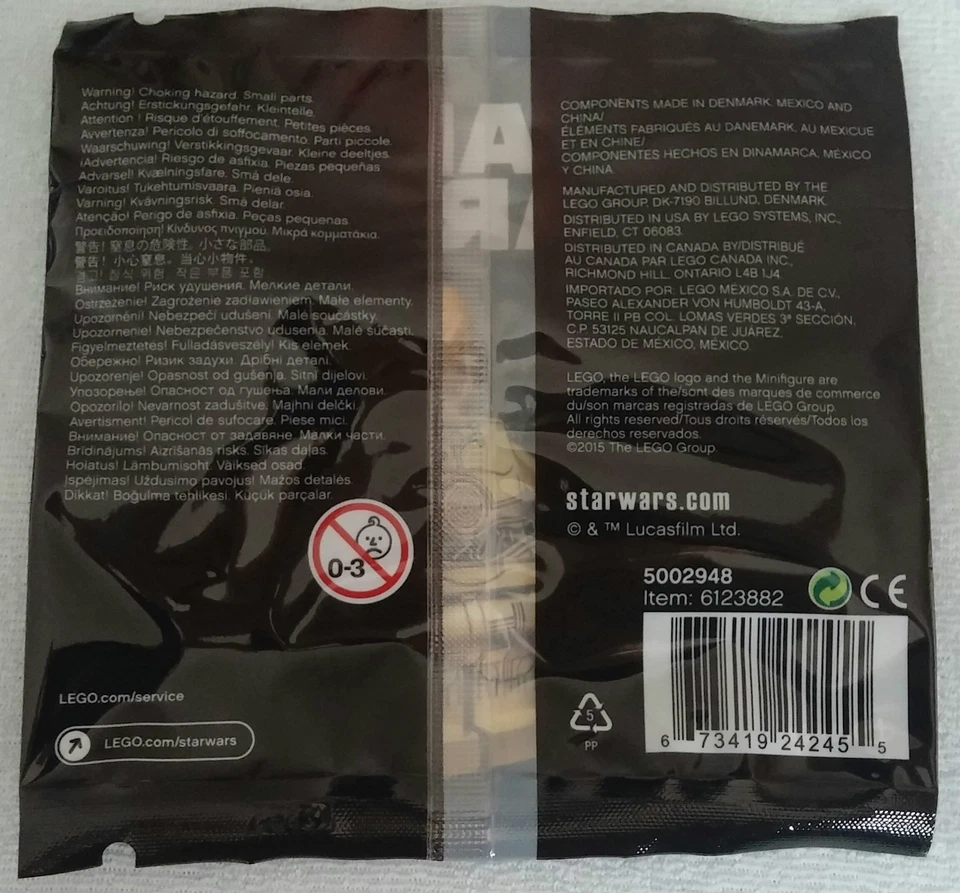 Warning! Choking hazard. Small parts.
Achtung! Erstickungsgefahr. Kleinteile.
Attention ! Risque d'étouffement. Petites pièces.
Avvertenza! Pericolo di soffocamento. Parti piccole.
Waarschuwing! Verstikkingsgevaar. Kleine deeltjes.
¡Advertencia! Riesgo de asfixia. Piezas pequeñas
Advarsel! Kvælningsfare. Små dele.
Varoitus! Tukehtumisvaara. Pieniä osia.
Varning! Kvävningsrisk. Små delar.
Atenção! Perigo de asfixia. Peças pequenas.
Προειδοποίηση! Κίνδυνος πνιγμού. Μικρά κομματάκια.
警告! 窒息の危険性。小さな部品。
警告! 小心窒息。当心小物件。
경고! 질식 위험. 작은 부품 포함
Внимание! Риск удушения. Мелкие детали.
Ostrzeżenie! Zagrożenie zadławieniem. Małe elementy.
Upozornění! Nebezpečí udušení. Malé součástky.
Upozornenie! Nebezpečenstvo udusenia. Malé súčasti.
Figyelmeztetes! Fulladásveszély! Kis elemek
Обережно! Ризик задухи. Дрібні деталі.
Upozorenje! Opasnost od gušenja. Sitni dijelovi.
Упозорење! Опасност од гушења. Мали делови.
Opozorilo! Nevarnost zadušitve. Majhni delčki.
Avertisment! Pericol de sufocare. Piese mici.
Внимание! Опасност от задавяне. Малки части.
Brīdinājums! Aizrīšanās risks. Sīkas daļas.
Hoiatus! Lämbumisoht. Väiksed osad.
Įspėjimas! Uždusimo pavojus! Mažos detalės.
Dikkat! Boğulma tehlikesi. Küçük parçalar.
0-3
LEGO.com/service
LEGO.com/starwars
COMPONENTS MADE IN DENMARK, MEXICO AND
CHINA/
ÉLÉMENTS FABRIQUÉS AU DANEMARK, AU MEXICUE
ET EN CHINE/
COMPONENTES HECHOS EN DINAMARCA, MÉXICO
Y CHINA.
MANUFACTURED AND DISTRIBUTED BY THE
LEGO GROUP, DK-7190 BILLUND, DENMARK.
DISTRIBUTED IN USA BY LEGO SYSTEMS, INC.,
ENFIELD, CT 06083.
DISTRIBUTED IN CANADA BY/DISTRIBUÉ
AU CANADA PAR LEGO CANADA INC.,
RICHMOND HILL, ONTARIO L4B 1J4
IMPORTADO POR: LEGO MÉXICO S.A. DE C.V.,
PASEO ALEXANDER VON HUMBOLDT 43-A,
TORRE II PB COL. LOMAS VERDES 3ª SECCIÓN,
C.P. 53125 NAUCALPAN DE JUÁREZ,
ESTADO DE MÉXICO, MÉXICO
LEGO, the LEGO logo and the Minifigure are
trademarks of the/sont des marques de commerce
du/son marcas registradas de LEGO Group.
All rights reserved/Tous droits réservés/Todos los
derechos reservados.
©2015 The LEGO Group.
starwars.com
© & ™ Lucasfilm Ltd.
5002948
Item: 6123882
CE
5
PP
6 73419 24245 5